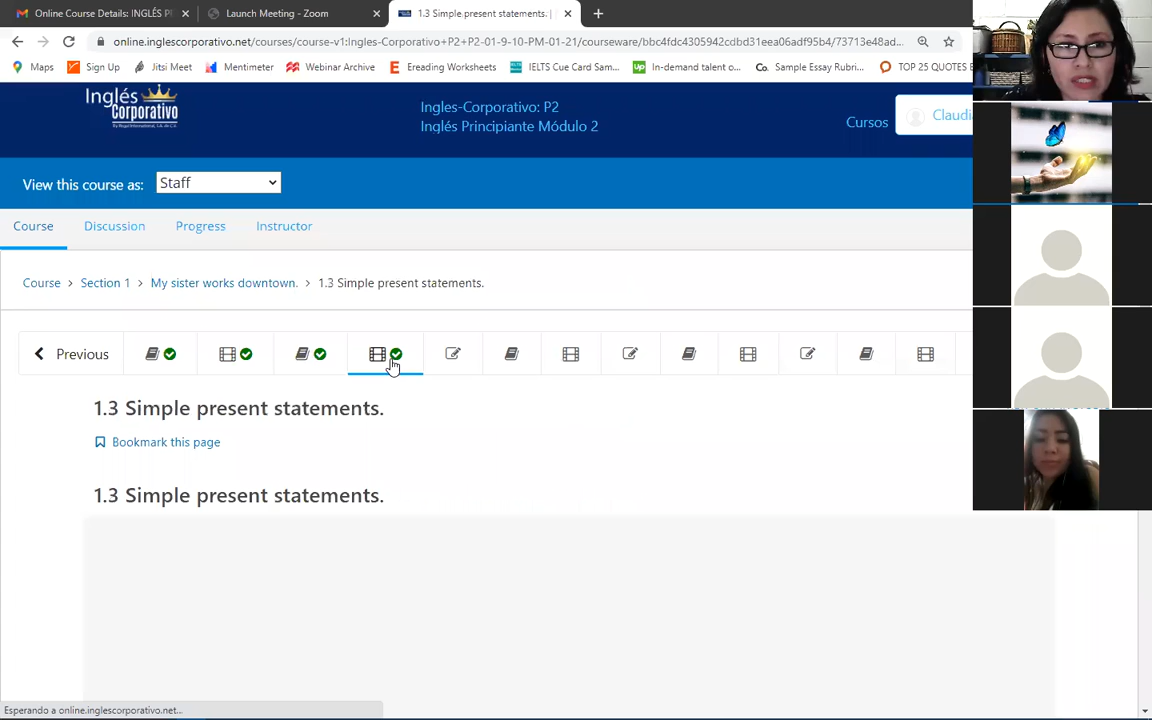 Online Course Details: INGLÉS P
Launch Meeting - Zoom
1.3 Simple present statements. |
online.inglescorporativo.net/courses/course-v1:Ingles-Corporativo+P2+P2-01-9-10-PM-01-21/courseware/bbc4fdc4305942cdbd31eea06adf95b4/73713e48ad...
Maps
Sign Up
Jitsi Meet
Mentimeter
Webinar Archive
Ereading Worksheets
IELTS Cue Card Sam...
In-demand talent o...
Sample Essay Rubri...
TOP 25 QUOTES
Inglés
Corporativo
Ingles-Corporativo: P2
Inglés Principiante Módulo 2
Cursos
Claudi
View this course as:
Staff
Course
Discussion
Progress
Instructor
Course > Section 1 > My sister works downtown. > 1.3 Simple present statements.
Previous
1.3 Simple present statements.
Bookmark this page
1.3 Simple present statements.
Esperando a online.inglescorporativo.net...